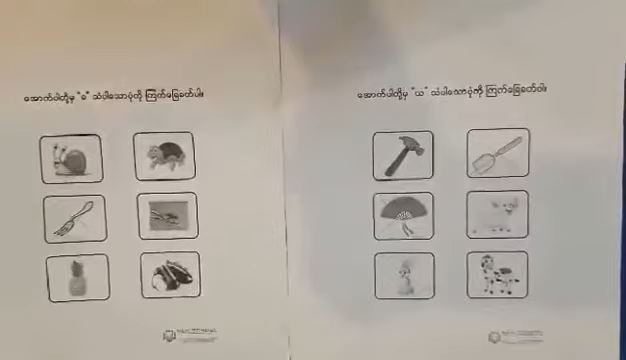 အောက်ပါတို့မှ "ခ" သံပါသောပုံကို ကြက်ခြေခတ်ပါ။
အောက်ပါတို့မှ "ယ" သံပါသောပုံကို ကြက်ခြေခတ်ပါ။